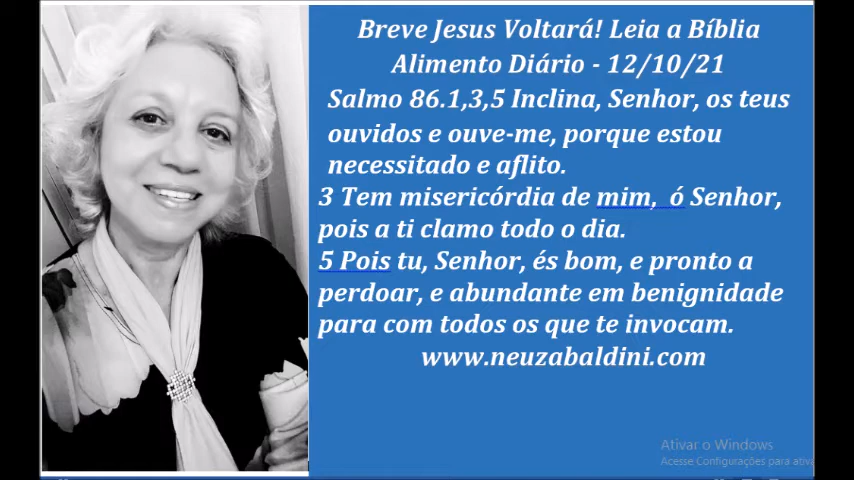 Breve Jesus Voltará! Leia a Bíblia
Alimento Diário - 12/10/21
Salmo 86.1,3,5 Inclina, Senhor, os teus
ouvidos e ouve-me, porque estou
necessitado e aflito.
3 Tem misericórdia de mim, ó Senhor,
pois a ti clamo todo o dia.
5 Pois tu, Senhor, és bom, e pronto a
perdoar, e abundante em benignidade
para com todos os que te invocam.
www.neuzabaldini.com
Ativar o Windows
Acesse Configurações para ativa